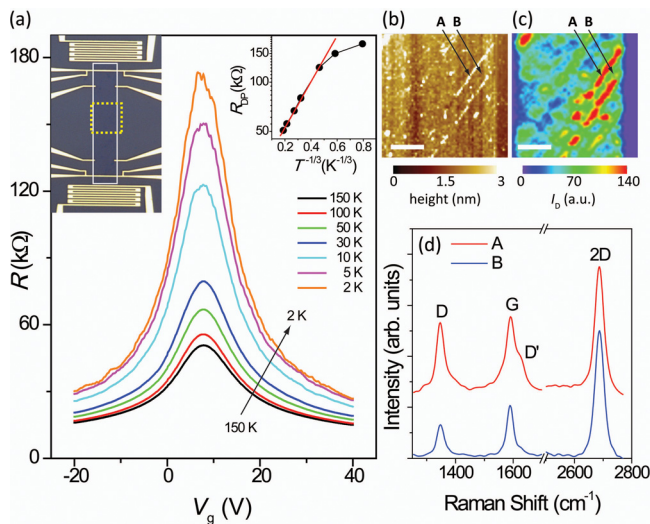 (a)
R (kΩ)
180
120
60
0
-20
0
20
40
V_g (V)
R_DP (kΩ)
150
100
50
0.2
0.4
0.6
0.8
T^-1/3 (K^-1/3)
150 K
100 K
50 K
30 K
10 K
5 K
2 K
2 K
150 K
(b)
A B
0 1.5 3
height (nm)
(c)
A B
0 70 140
I_D (a.u.)
(d)
A
B
2D
D
G
D'
Intensity (arb. units)
1400 1600 2600 2800
Raman Shift (cm^-1)